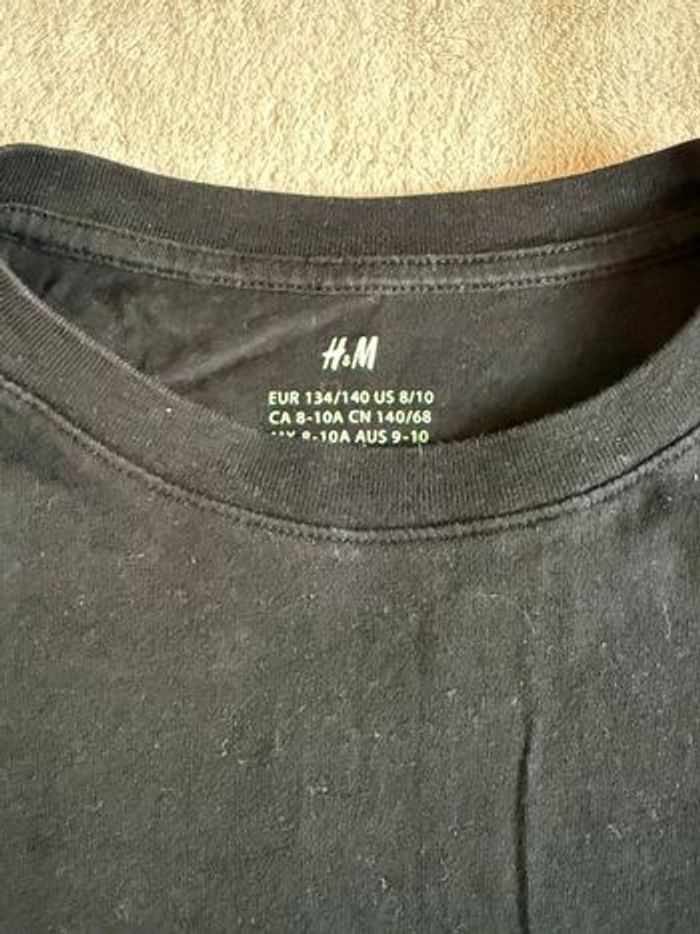 H&M
EUR 134/140 US 8/10
CA 8-10A CN 140/68
8-10A AUS 9-10